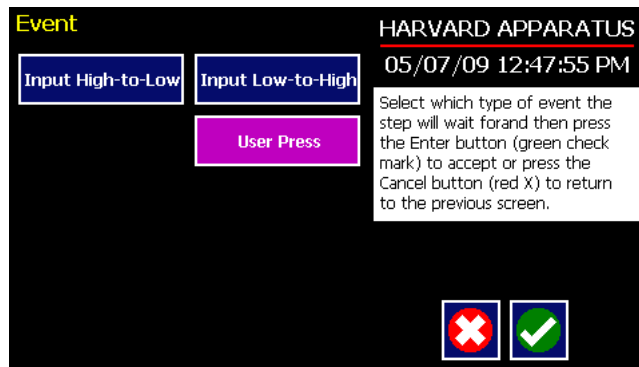 Event
Input High-to-Low
Input Low-to-High
User Press
HARVARD APPARATUS
05/07/09 12:47:55 PM
Select which type of event the
step will wait forand then press
the Enter button (green check
mark) to accept or press the
Cancel button (red X) to return
to the previous screen.